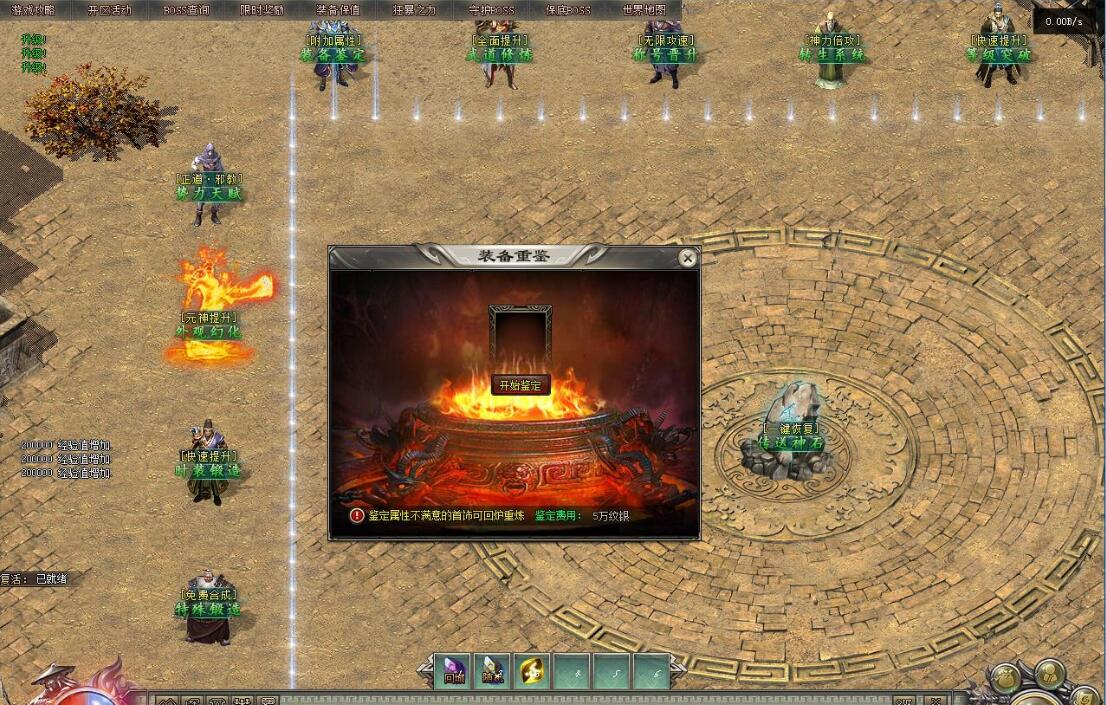 游戏攻略 开区活动 BOSS查询 限时奖励 装备保值 狂暴之力 守护BOSS 保底BOSS 世界地图
0.00B/s
升级!
升级!
升级!
[附加属性]
装备鉴定
[全面提升]
武道修炼
[无限攻速]
称号晋升
[神力倍攻]
转生系统
[快速提升]
等级突破
[正道·邪教]
势力天赋
装备重鉴
[元神提升]
外观幻化
开始鉴定
[一键恢复]
传送神石
200000 经验值增加
200000 经验值增加
200000 经验值增加
[快速提升]
时装锻造
鉴定属性不满意的首饰可回炉重炼 鉴定费用： 5万纹银
复活： 已就绪
[免费合成]
特殊锻造
回城
随机
4 5 6